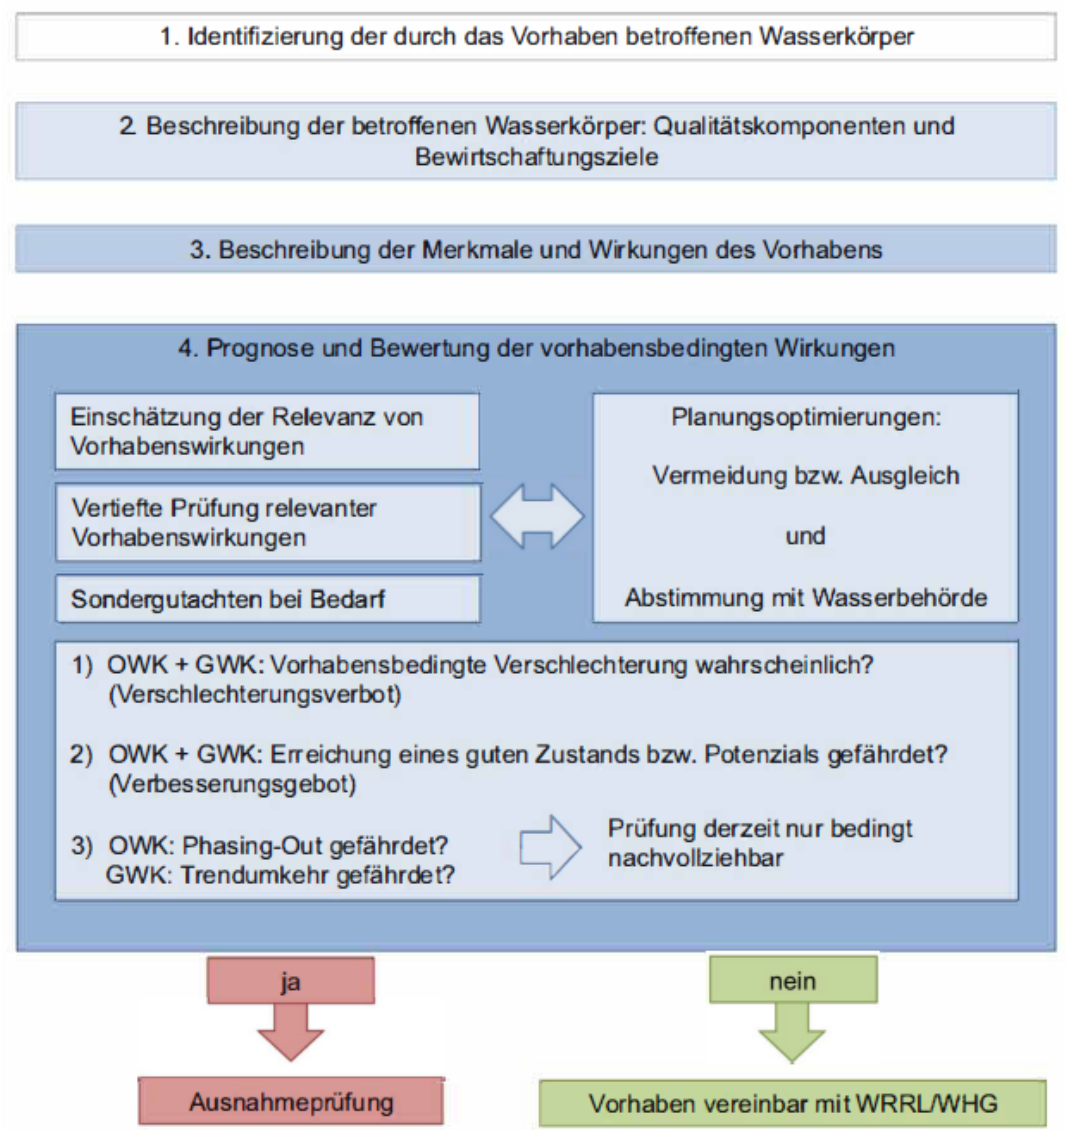 1. Identifizierung der durch das Vorhaben betroffenen Wasserkörper
2. Beschreibung der betroffenen Wasserkörper: Qualitätskomponenten und
Bewirtschaftungsziele
3. Beschreibung der Merkmale und Wirkungen des Vorhabens
4. Prognose und Bewertung der vorhabensbedingten Wirkungen
Einschätzung der Relevanz von
Vorhabenswirkungen
Vertiefte Prüfung relevanter
Vorhabenswirkungen
Sondergutachten bei Bedarf
Planungsoptimierungen:
Vermeidung bzw. Ausgleich
und
Abstimmung mit Wasserbehörde
1) OWK + GWK: Vorhabensbedingte Verschlechterung wahrscheinlich?
(Verschlechterungsverbot)
2) OWK + GWK: Erreichung eines guten Zustands bzw. Potenzials gefährdet?
(Verbesserungsgebot)
3) OWK: Phasing-Out gefährdet?
GWK: Trendumkehr gefährdet?
Prüfung derzeit nur bedingt
nachvollziehbar
ja
nein
Ausnahmeprüfung
Vorhaben vereinbar mit WRRL/WHG